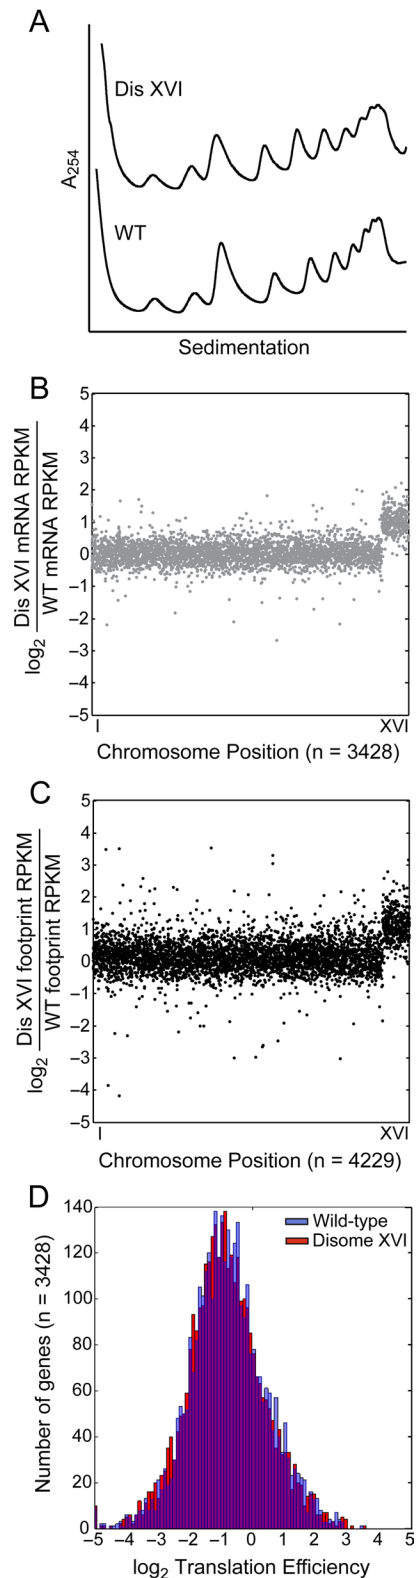 A
Dis XVI
WT
A254
Sedimentation
B
log2 Dis XVI mRNA RPKM
WT mRNA RPKM
5
4
3
2
1
0
−1
−2
−3
−4
−5
I XVI
Chromosome Position (n = 3428)
C
log2 Dis XVI footprint RPKM
WT footprint RPKM
5
4
3
2
1
0
−1
−2
−3
−4
−5
I XVI
Chromosome Position (n = 4229)
D
Wild-type
Disome XVI
Number of genes (n = 3428)
140
120
100
80
60
40
20
0
−5 −4 −3 −2 −1 0 1 2 3 4 5
log2 Translation Efficiency